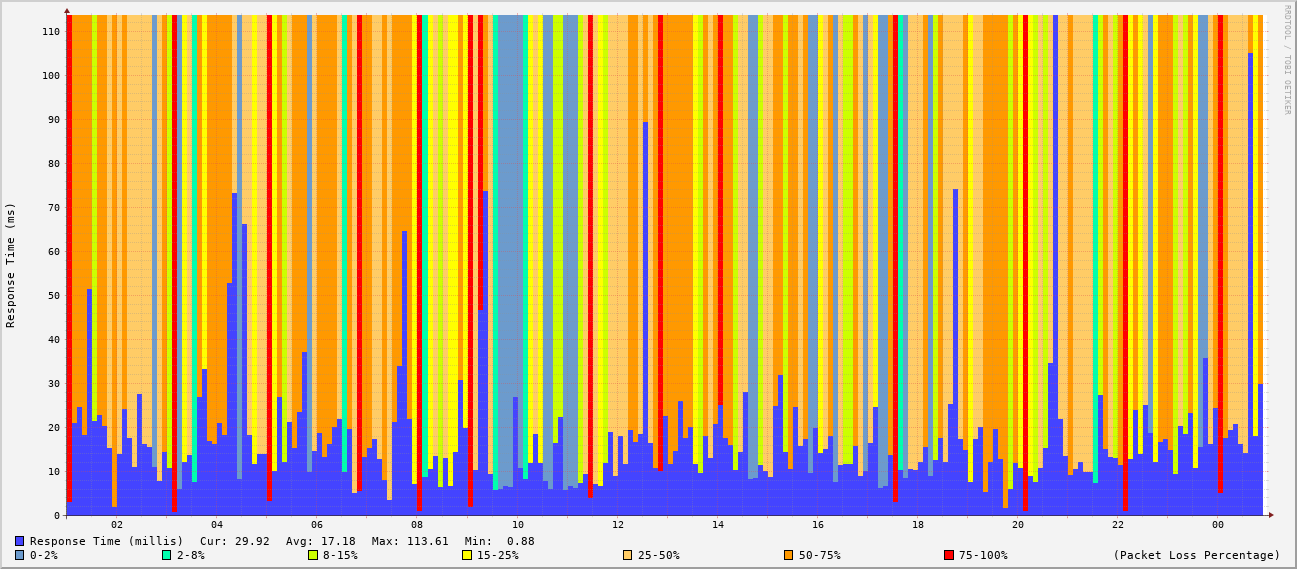 RRDTOOL / TOBI OETIKER
Response Time (ms)
110
100
90
80
70
60
50
40
30
20
10
0
02 04 06 08 10 12 14 16 18 20 22 00
Response Time (millis) Cur: 29.92 Avg: 17.18 Max: 113.61 Min: 0.88
0-2% 2-8% 8-15% 15-25% 25-50% 50-75% 75-100% (Packet Loss Percentage)